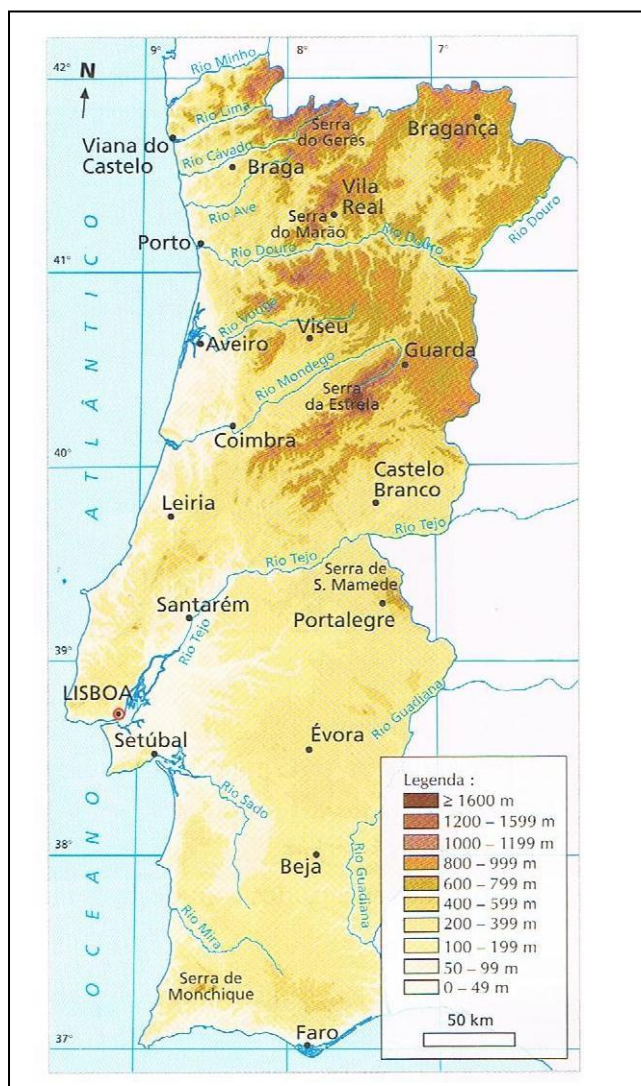 9°
8°
7°
42°
N
Rio Minho
Rio Lima
Viana do
Castelo
Rio Cávado
Serra
do Gerês
Bragança
Braga
Vila
Real
Rio Ave
Serra
do Marão
Porto
Rio Douro
Rio Douro
Rio Douro
41°
Rio Vouga
Viseu
Aveiro
Guarda
Rio Mondego
Serra
da Estrela
Coimbra
40°
Castelo
Branco
Leiria
Rio Tejo
Rio Tejo
Serra de
S. Mamede
Santarém
Portalegre
Rio Tejo
39°
LISBOA
Rio Guadiana
Setúbal
Évora
Rio Sado
38°
Beja
Rio Guadiana
Rio Mira
Serra de
Monchique
Faro
37°
OCEANO ATLÂNTICO
Legenda :
≥ 1600 m
1200 – 1599 m
1000 – 1199 m
800 – 999 m
600 – 799 m
400 – 599 m
200 – 399 m
100 – 199 m
50 – 99 m
0 – 49 m
50 km